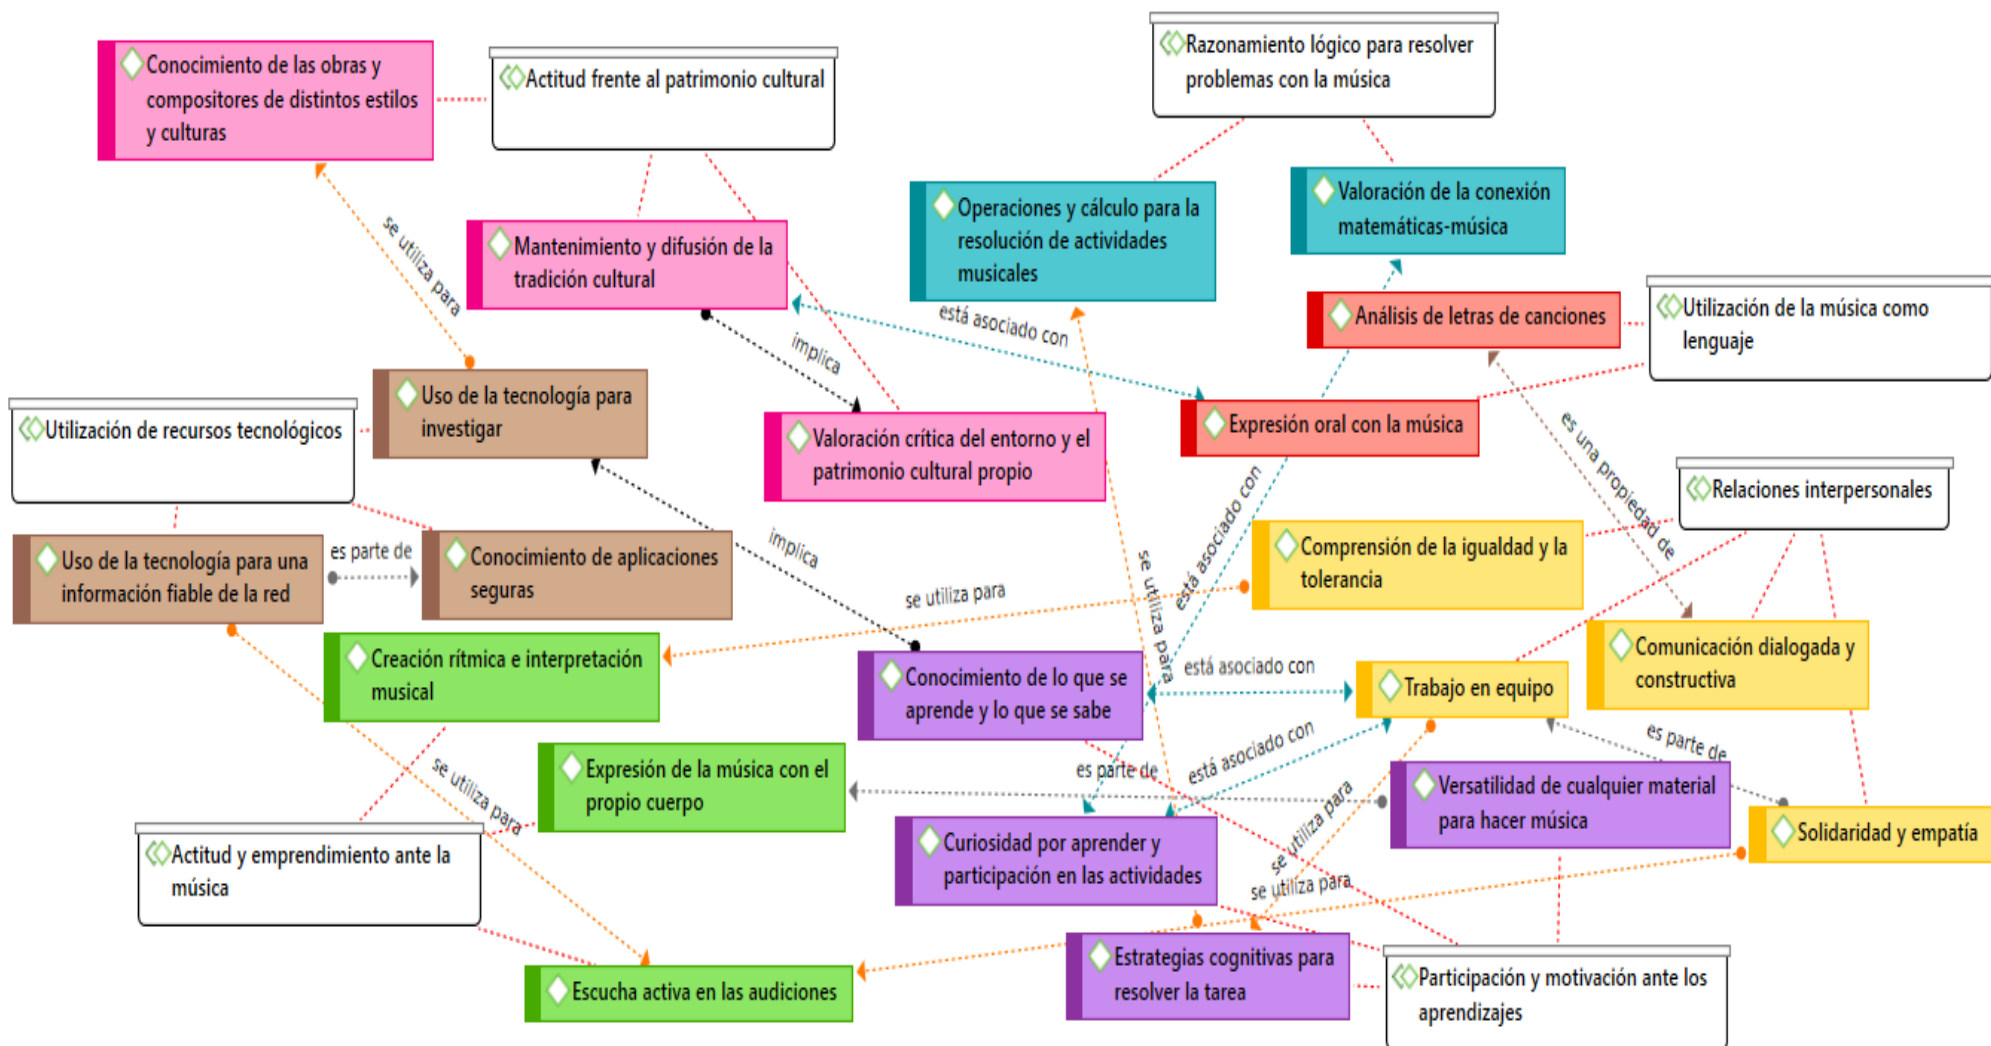 Conocimiento de las obras y
compositores de distintos estilos
y culturas
Actitud frente al patrimonio cultural
Razonamiento lógico para resolver
problemas con la música
Operaciones y cálculo para la
resolución de actividades
musicales
Valoración de la conexión
matemáticas-música
Mantenimiento y difusión de la
tradición cultural
se utiliza para
está asociado con
Análisis de letras de canciones
Utilización de la música como
lenguaje
implica
Uso de la tecnología para
investigar
Utilización de recursos tecnológicos
Valoración crítica del entorno y el
patrimonio cultural propio
Expresión oral con la música
es una propiedad de
Relaciones interpersonales
está asociado con
se utiliza para
implica
Uso de la tecnología para una
información fiable de la red
es parte de
Conocimiento de aplicaciones
seguras
Comprensión de la igualdad y la
tolerancia
se utiliza para
Creación rítmica e interpretación
musical
Conocimiento de lo que se
aprende y lo que se sabe
está asociado con
Trabajo en equipo
Comunicación dialogada y
constructiva
se utiliza para
Expresión de la música con el
propio cuerpo
es parte de
está asociado con
es parte de
Versatilidad de cualquier material
para hacer música
Solidaridad y empatía
Actitud y emprendimiento ante la
música
Curiosidad por aprender y
participación en las actividades
se utiliza para
se utiliza para
Escucha activa en las audiciones
Estrategias cognitivas para
resolver la tarea
Participación y motivación ante los
aprendizajes